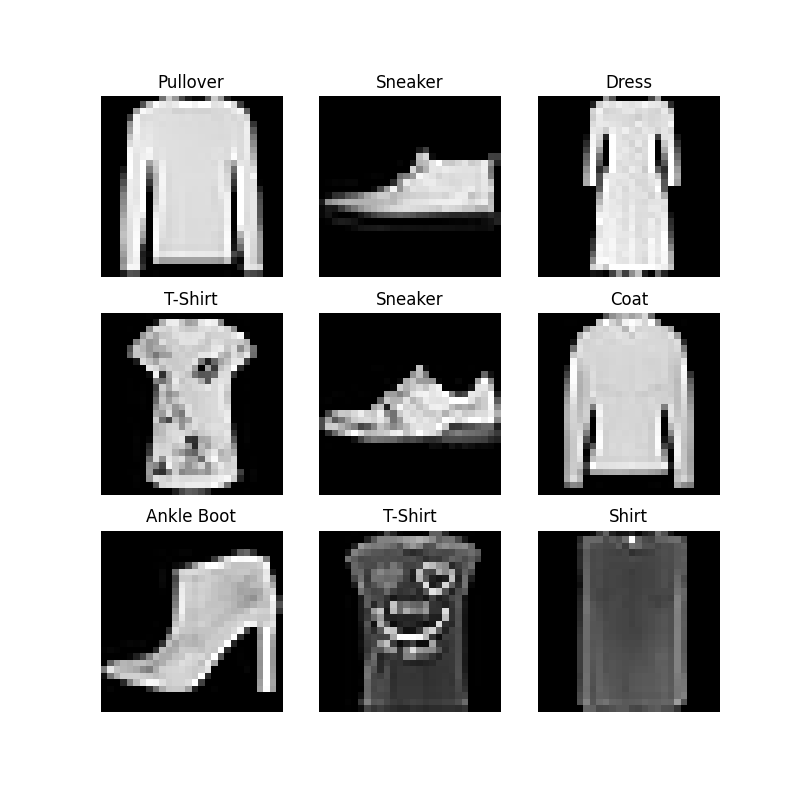 Pullover
Sneaker
Dress
T-Shirt
Sneaker
Coat
Ankle Boot
T-Shirt
Shirt